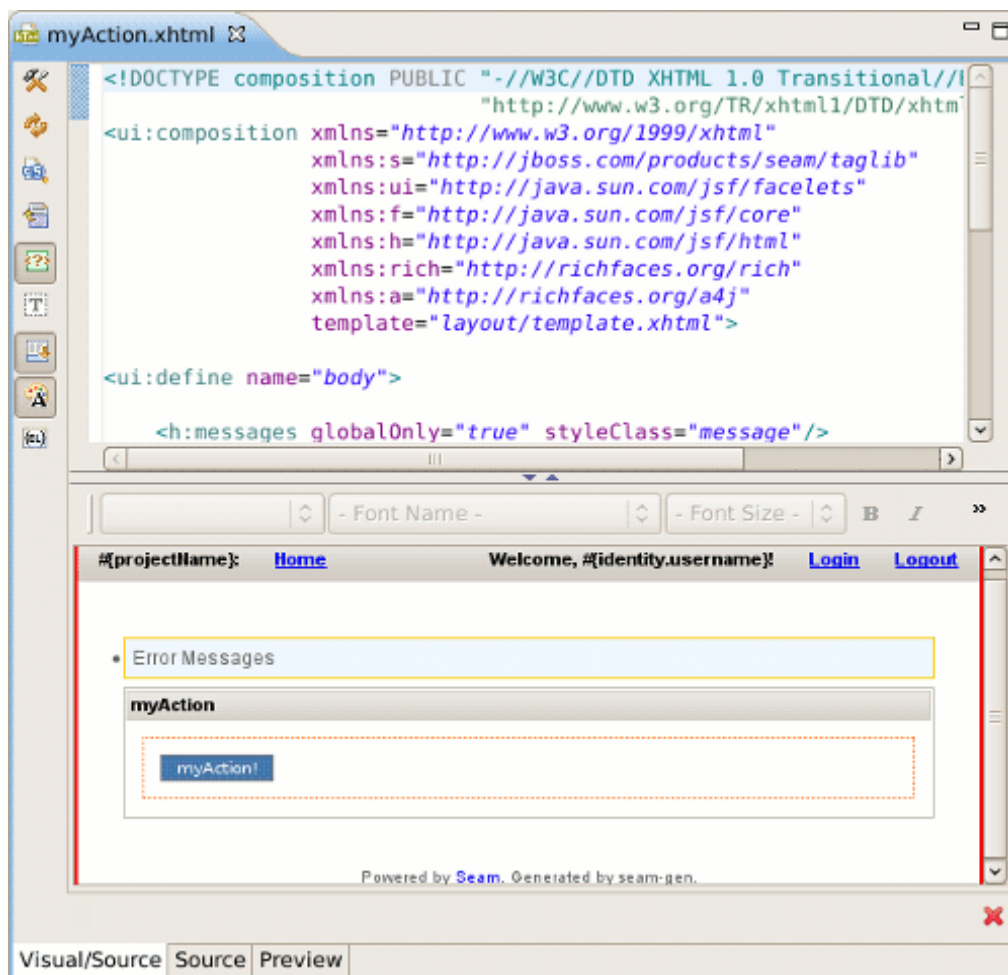 myAction.xhtml
<!DOCTYPE composition PUBLIC "-//W3C//DTD XHTML 1.0 Transitional//
"http://www.w3.org/TR/xhtml1/DTD/xhtml
<ui:composition xmlns="http://www.w3.org/1999/xhtml"
xmlns:s="http://jboss.com/products/seam/taglib"
xmlns:ui="http://java.sun.com/jsf/facelets"
xmlns:f="http://java.sun.com/jsf/core"
xmlns:h="http://java.sun.com/jsf/html"
xmlns:rich="http://richfaces.org/rich"
xmlns:a="http://richfaces.org/a4j"
template="layout/template.xhtml">
<ui:define name="body">
<h:messages globalOnly="true" styleClass="message"/>
- Font Name - - Font Size - B I »
#{projectName}: Home Welcome, #{identity.username}! Login Logout
Error Messages
myAction
myAction!
Powered by Seam. Generated by seam-gen.
Visual/Source Source Preview